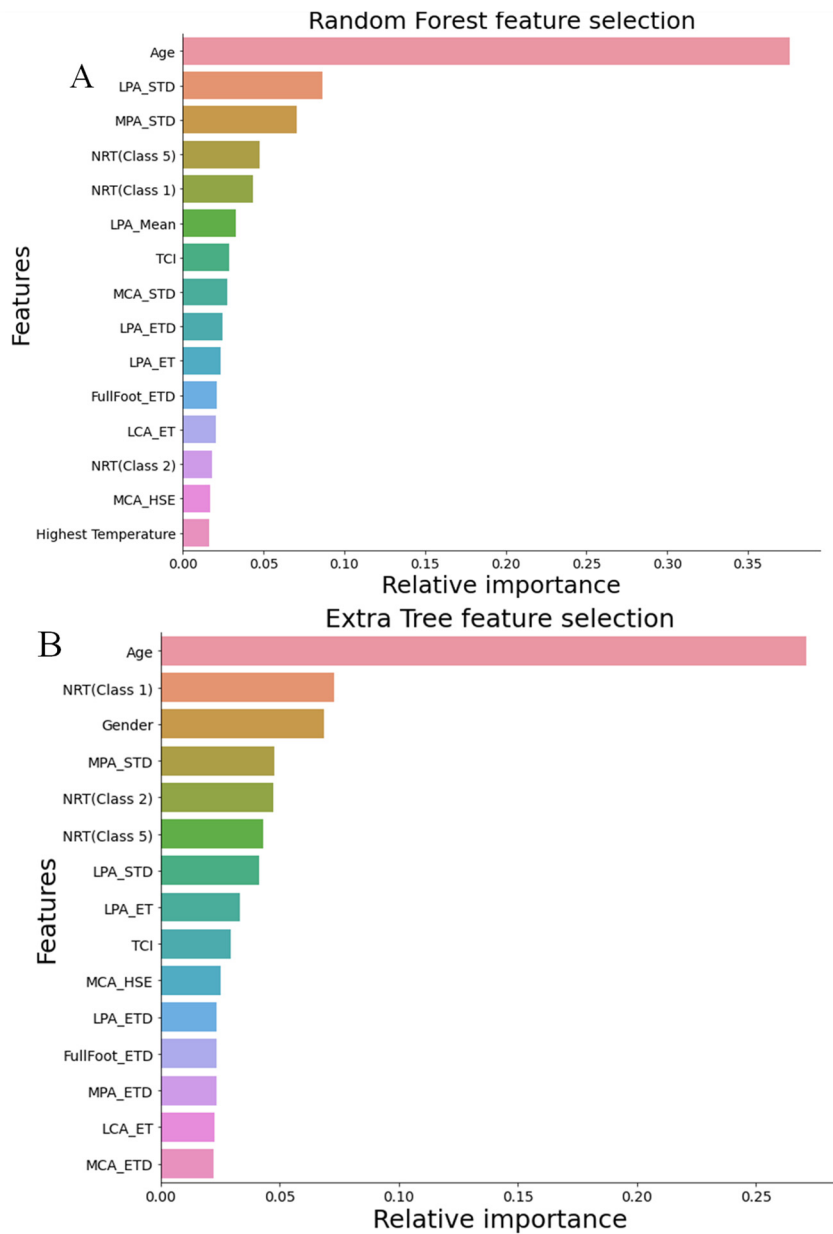 Random Forest feature selection
A
Age
LPA_STD
MPA_STD
NRT(Class 5)
NRT(Class 1)
LPA_Mean
TCI
MCA_STD
LPA_ETD
LPA_ET
FullFoot_ETD
LCA_ET
NRT(Class 2)
MCA_HSE
Highest Temperature
Features
0.00 0.05 0.10 0.15 0.20 0.25 0.30 0.35
Relative importance
Extra Tree feature selection
B
Age
NRT(Class 1)
Gender
MPA_STD
NRT(Class 2)
NRT(Class 5)
LPA_STD
LPA_ET
TCI
MCA_HSE
LPA_ETD
FullFoot_ETD
MPA_ETD
LCA_ET
MCA_ETD
Features
0.00 0.05 0.10 0.15 0.20 0.25
Relative importance